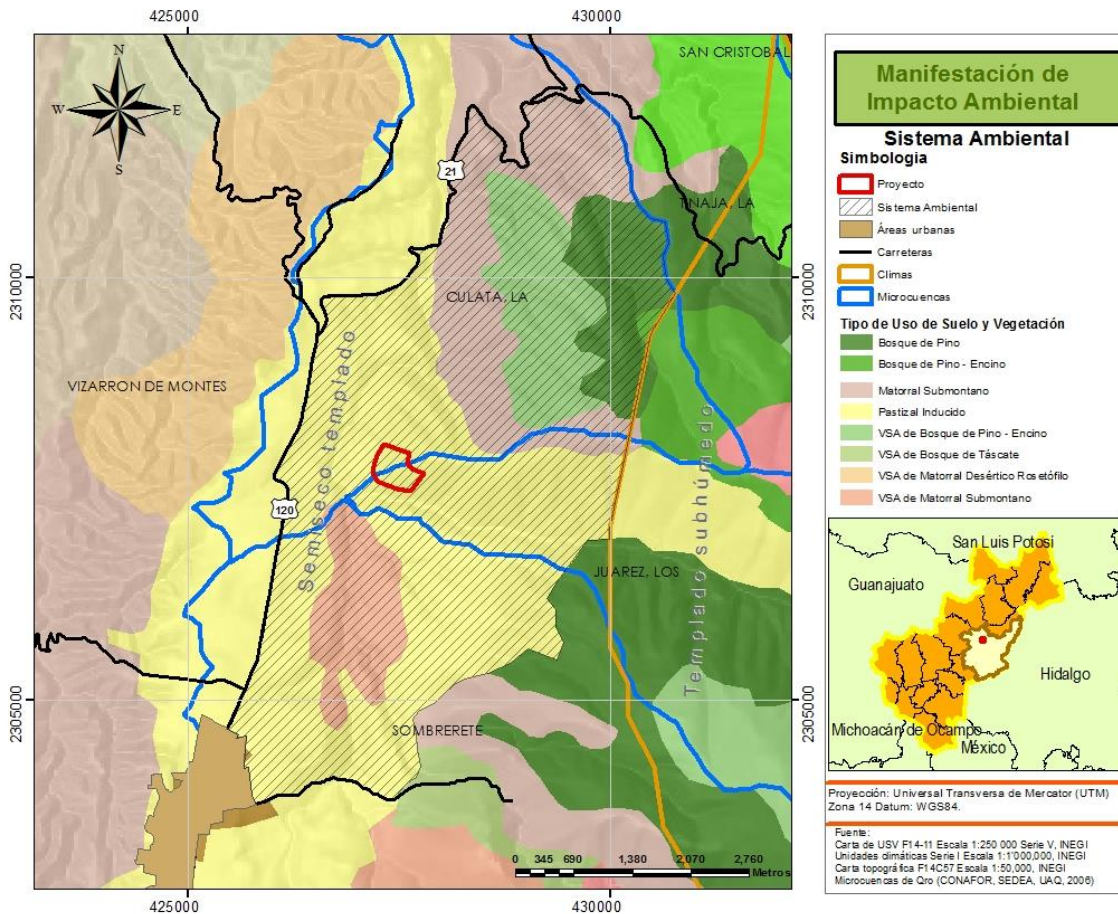 425000
430000
N
W
E
S
SAN CRISTOBAL
21
TINAJA, LA
2310000
2310000
CULATA, LA
VIZARRON DE MONTES
Semiseco templado
120
Templado subhúmedo
JUAREZ, LOS
2305000
2305000
SOMBRERETE
0 345 690 1,380 2,070 2,760
Metros
425000
430000
Manifestación de
Impacto Ambiental
Sistema Ambiental
Simbología
Proyecto
Sistema Ambiental
Áreas urbanas
Carreteras
Climas
Microcuencas
Tipo de Uso de Suelo y Vegetación
Bosque de Pino
Bosque de Pino - Encino
Matorral Submontano
Pastizal Inducido
VSA de Bosque de Pino - Encino
VSA de Bosque de Táscate
VSA de Matorral Desértico Rosetófilo
VSA de Matorral Submontano
San Luis Potosí
Guanajuato
Hidalgo
Michoacán de Ocampo
México
Proyección: Universal Transversa de Mercator (UTM)
Zona 14 Datum: WGS84.
Fuente:
Carta de USV F14-11 Escala 1:250 000 Serie V, INEGI
Unidades climáticas Serie I Escala 1:1'000,000, INEGI
Carta topográfica F14C57 Escala 1:50,000, INEGI
Microcuencas de Qro (CONAFOR, SEDEA, UAQ, 2006)